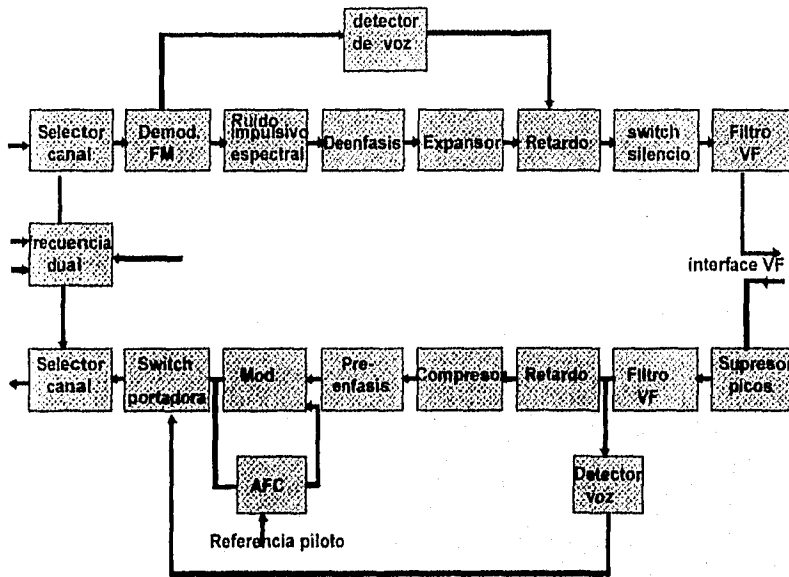 detector
de voz
Selector
canal
Demod.
FM
Ruido
impulsivo
espectral
Deenfasis
Expansor
Retardo
switch
silencio
Filtro
VF
recuencia
dual
interface VF
Selector
canal
Switch
portadora
Mod
Pre-
enfasis
Compresor
Retardo
Filtro
VF
Supresor
picos
AFC
Detector
voz
Referencia piloto